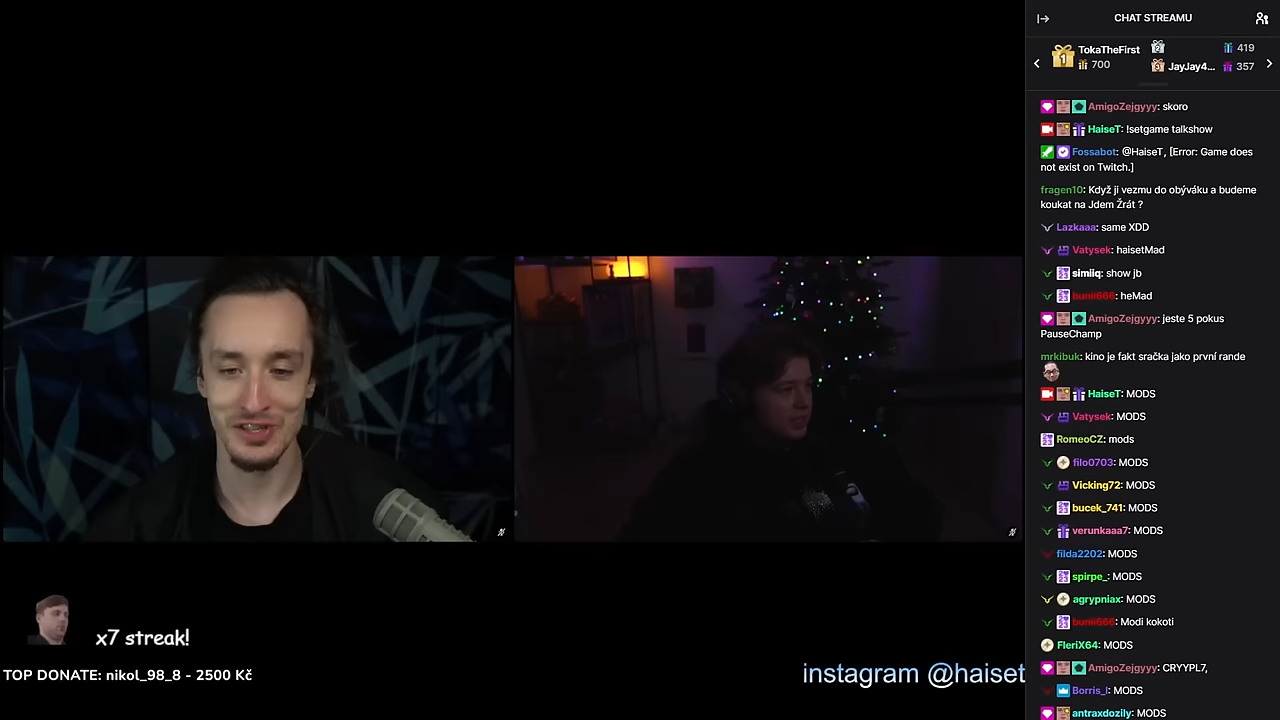 CHAT STREAMU
TokaTheFirst
700
419
JayJay4...
357
AmigoZejgyyy: skoro
HaiseT: !setgame talkshow
Fossabot: @HaiseT, [Error: Game does
not exist on Twitch.]
fragen10: Když ji vezmu do obýváku a budeme
koukat na Jdem Žrát ?
Lazkaaa: same XDD
Vatysek: haisetMad
simliq: show jb
bunii666: heMad
AmigoZejgyyy: jeste 5 pokus
PauseChamp
mrkibuk: kino je fakt sračka jako první rande
HaiseT: MODS
Vatysek: MODS
RomeoCZ: mods
filo0703: MODS
Vicking72: MODS
bucek_741: MODS
verunkaaa7: MODS
filda2202: MODS
spirpe_: MODS
agrypniax: MODS
bunii666: Modi kokoti
FleriX64: MODS
AmigoZejgyyy: CRYYPL7,
Borris_I: MODS
antraxdozily: MODS
x7 streak!
TOP DONATE: nikol_98_8 - 2500 Kč
instagram @haiset